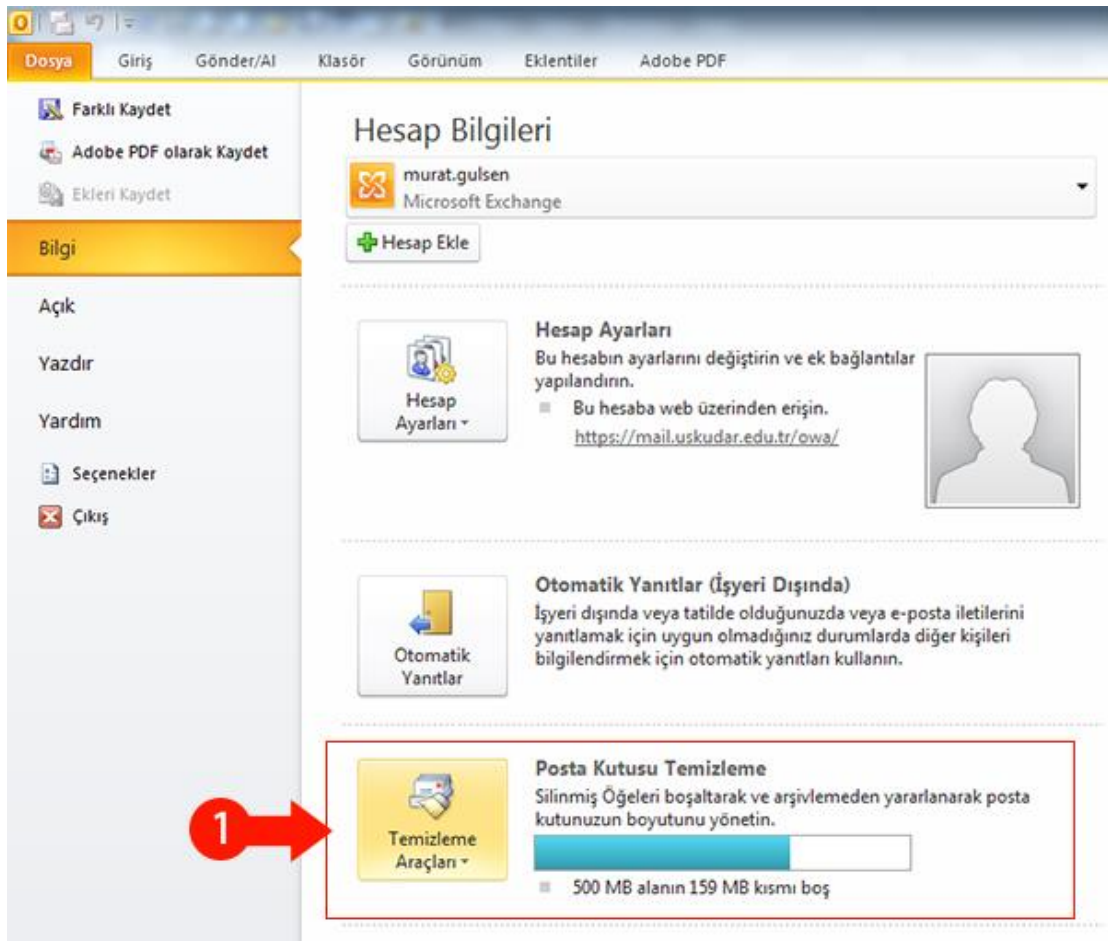 Dosya Giriş Gönder/Al Klasör Görünüm Eklentiler Adobe PDF
Farklı Kaydet
Adobe PDF olarak Kaydet
Ekleri Kaydet
Bilgi
Açık
Yazdır
Yardım
Seçenekler
Çıkış
Hesap Bilgileri
murat.gulsen
Microsoft Exchange
Hesap Ekle
Hesap
Ayarları
Hesap Ayarları
Bu hesabın ayarlarını değiştirin ve ek bağlantılar
yapılandırın.
Bu hesaba web üzerinden erişin.
https://mail.uskudar.edu.tr/owa/
Otomatik
Yanıtlar
Otomatik Yanıtlar (İşyeri Dışında)
İşyeri dışında veya tatilde olduğunuzda veya e-posta iletilerini
yanıtlamak için uygun olmadığınız durumlarda diğer kişileri
bilgilendirmek için otomatik yanıtları kullanın.
1
Temizleme
Araçları
Posta Kutusu Temizleme
Silinmiş Öğeleri boşaltarak ve arşivlemeden yararlanarak posta
kutunuzun boyutunu yönetin.
500 MB alanın 159 MB kısmı boş